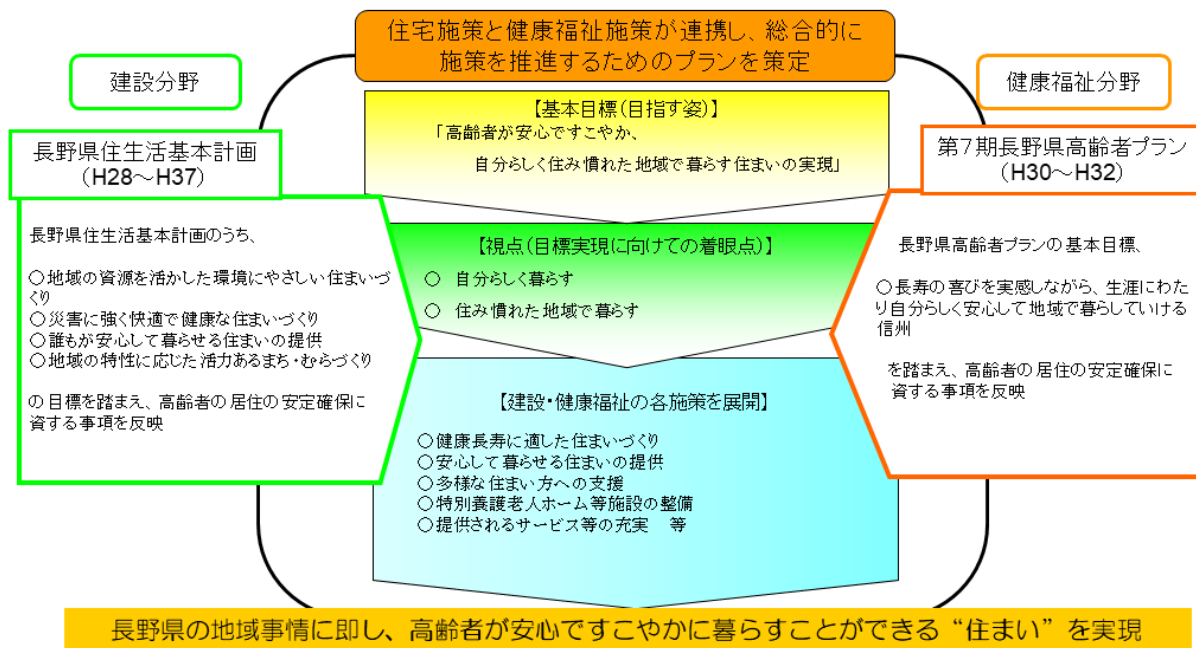 住宅施策と健康福祉施策が連携し、総合的に
施策を推進するためのプランを策定
建設分野
健康福祉分野
長野県住生活基本計画
(H28～H37)
長野県住生活基本計画のうち、
○地域の資源を活かした環境にやさしい住まいづ
くり
○災害に強く快適で健康な住まいづくり
○誰もが安心して暮らせる住まいの提供
○地域の特性に応じた活力あるまち・むらづくり
の目標を踏まえ、高齢者の居住の安定確保に
資する事項を反映
【基本目標(目指す姿)】
「高齢者が安心ですこやか、
自分らしく住み慣れた地域で暮らす住まいの実現」
【視点(目標実現に向けての着眼点)】
○ 自分らしく暮らす
○ 住み慣れた地域で暮らす
【建設・健康福祉の各施策を展開】
○健康長寿に適した住まいづくり
○安心して暮らせる住まいの提供
○多様な住まい方への支援
○特別養護老人ホーム等施設の整備
○提供されるサービス等の充実 等
第7期長野県高齢者プラン
(H30～H32)
長野県高齢者プランの基本目標、
○長寿の喜びを実感しながら、生涯にわた
り自分らしく安心して地域で暮らしていける
信州
を踏まえ、高齢者の居住の安定確保に
資する事項を反映
長野県の地域事情に即し、高齢者が安心ですこやかに暮らすことができる“住まい”を実現